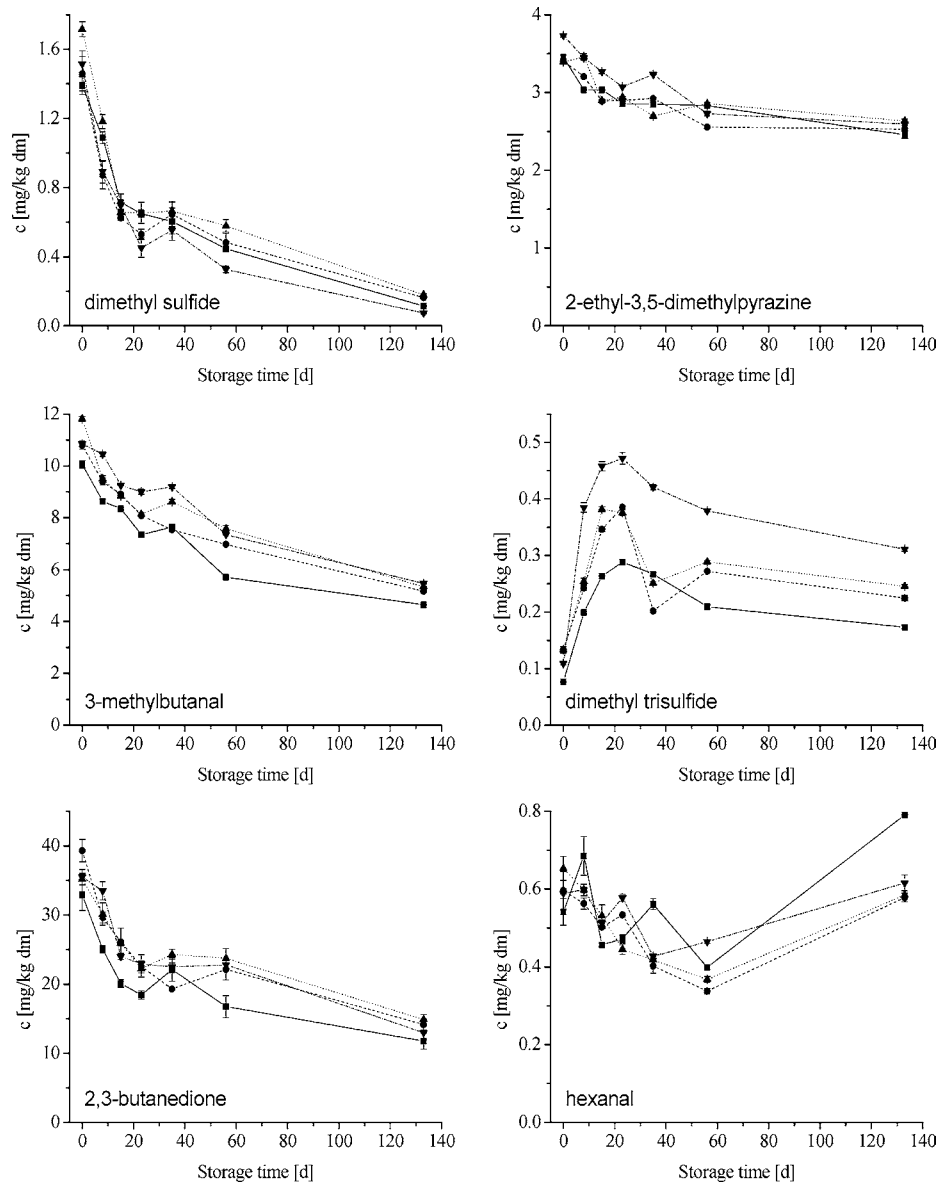 1.6
1.2
0.8
0.4
0.0
c [mg/kg dm]
dimethyl sulfide
0 20 40 60 80 100 120 140
Storage time [d]
4
3
2
1
0
c [mg/kg dm]
2-ethyl-3,5-dimethylpyrazine
0 20 40 60 80 100 120 140
Storage time [d]
12
10
8
6
4
2
0
c [mg/kg dm]
3-methylbutanal
0 20 40 60 80 100 120 140
Storage time [d]
0.5
0.4
0.3
0.2
0.1
0.0
c [mg/kg dm]
dimethyl trisulfide
0 20 40 60 80 100 120 140
Storage time [d]
40
30
20
10
0
c [mg/kg dm]
2,3-butanedione
0 20 40 60 80 100 120 140
Storage time [d]
0.8
0.6
0.4
0.2
0.0
c [mg/kg dm]
hexanal
0 20 40 60 80 100 120 140
Storage time [d]